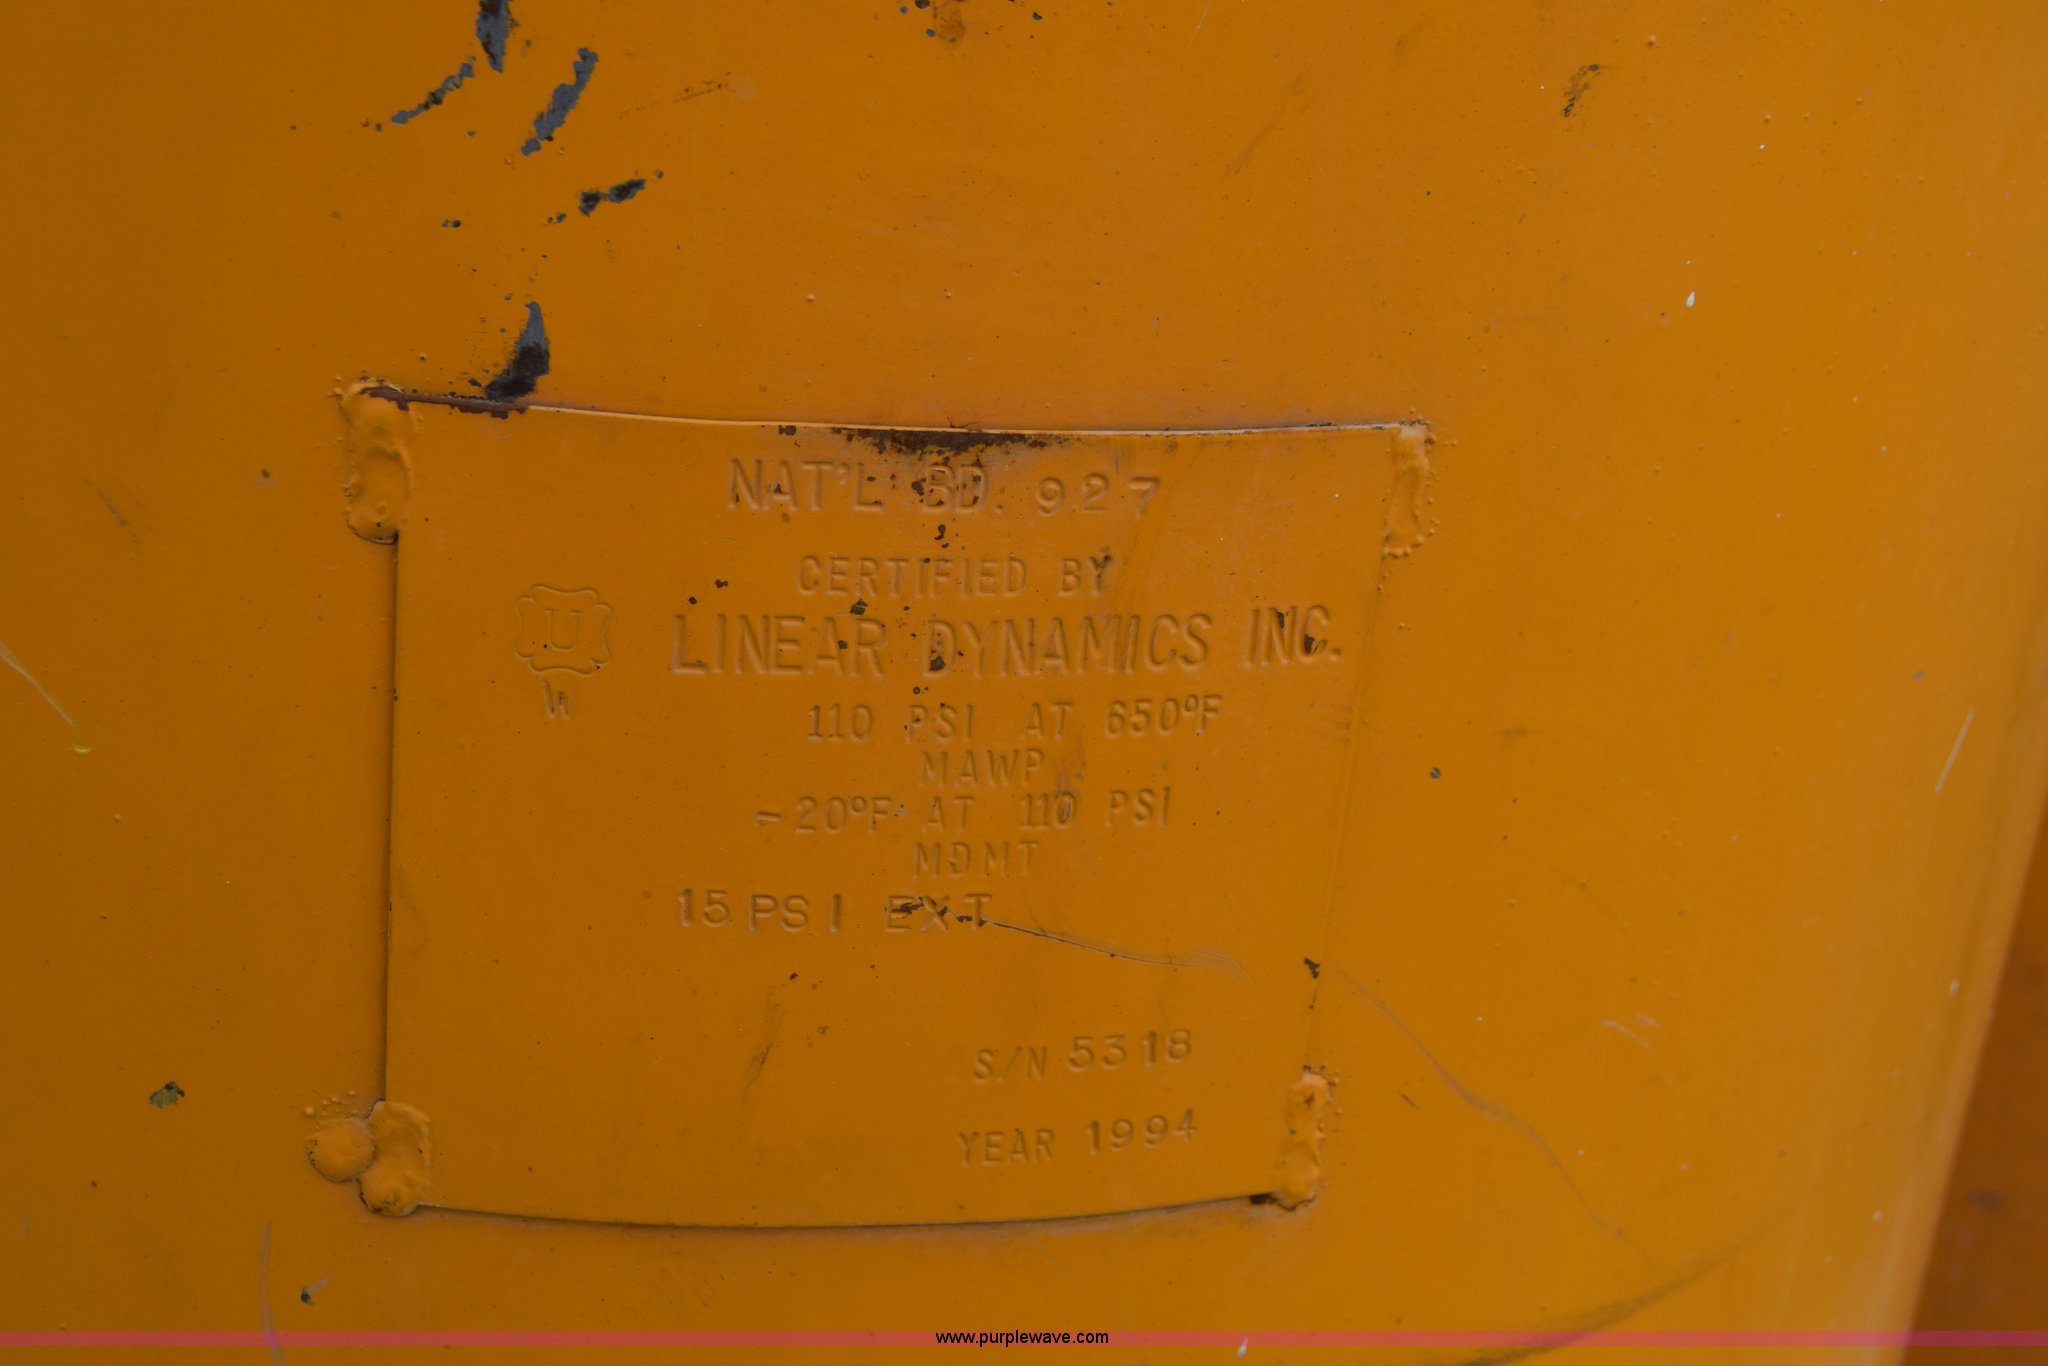 NAT'L BD. 927
CERTIFIED BY
U
W
LINEAR DYNAMICS INC.
110 PSI AT 650°F
MAWP
-20°F AT 110 PSI
MDMT
15 PSI EXT
S/N 5318
YEAR 1994
www.purplewave.com